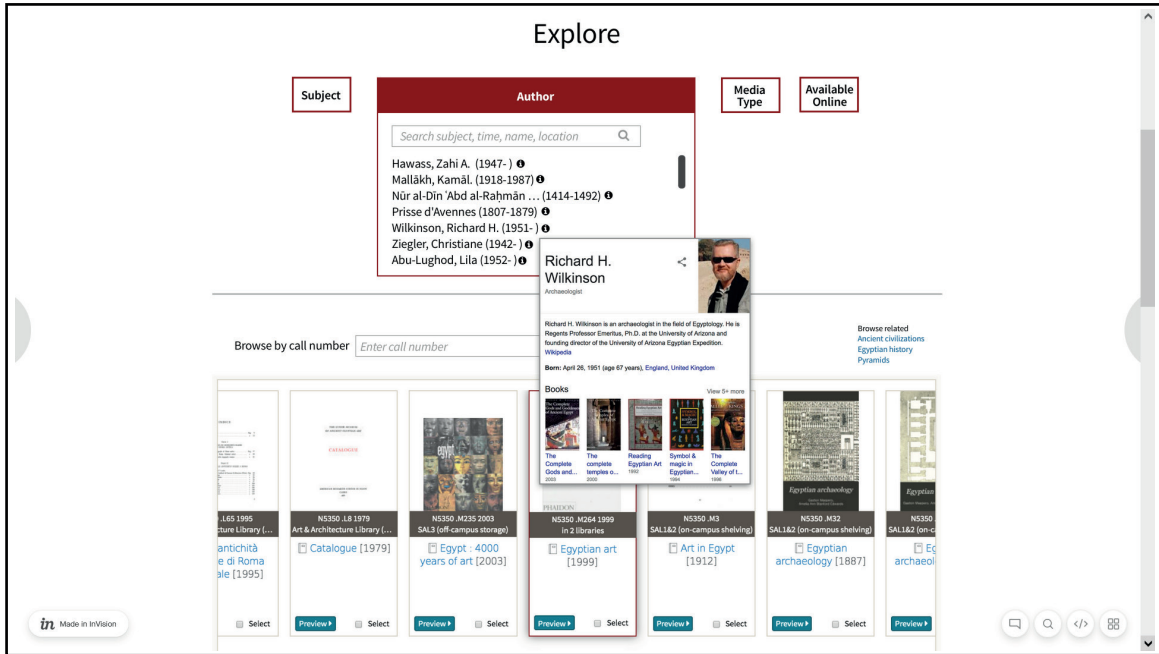 Explore
Subject
Author
Media
Type
Available
Online
Search subject, time, name, location
Hawass, Zahi A. (1947- )
Mallākh, Kamāl. (1918-1987)
Nūr al-Dīn ʻAbd al-Raḥmān ... (1414-1492)
Prisse d'Avennes (1807-1879)
Wilkinson, Richard H. (1951- )
Ziegler, Christiane (1942- )
Abu-Lughod, Lila (1952- )
Richard H.
Wilkinson
Archaeologist
Richard H. Wilkinson is an archaeologist in the field of Egyptology. He is
Regents Professor Emeritus, Ph.D. at the University of Arizona and
founding director of the University of Arizona Egyptian Expedition.
Wikipedia
Born: April 26, 1951 (age 67 years), England, United Kingdom
Books
View 5+ more
The
Complete
Gods and...
2003
The
complete
temples o...
2000
Reading
Egyptian Art
1992
Symbol &
magic in
Egyptian...
1994
The
Complete
Valley of t...
1996
Browse by call number
Enter call number
Browse related
Ancient civilizations
Egyptian history
Pyramids
.L65 1995
cture Library (...
antichità
e di Roma
ale [1995]
Select
CATALOGUE
N5350 .L8 1979
Art & Architecture Library (...
Catalogue [1979]
Preview
Select
egypt
N5350 .M235 2003
SAL3 (off-campus storage)
Egypt : 4000
years of art [2003]
Preview
Select
PHAIDON
N5350 .M264 1999
in 2 libraries
Egyptian art
[1999]
Preview
Select
N5350 .M3
SAL1&2 (on-campus shelving)
Art in Egypt
[1912]
Preview
Select
Egyptian archaeology
N5350 .M32
SAL1&2 (on-campus shelving)
Egyptian
archaeology [1887]
Preview
Select
Egyptian
N5350 .
SAL1&2 (on-c
Eg
archaeol
Preview
in Made in InVision